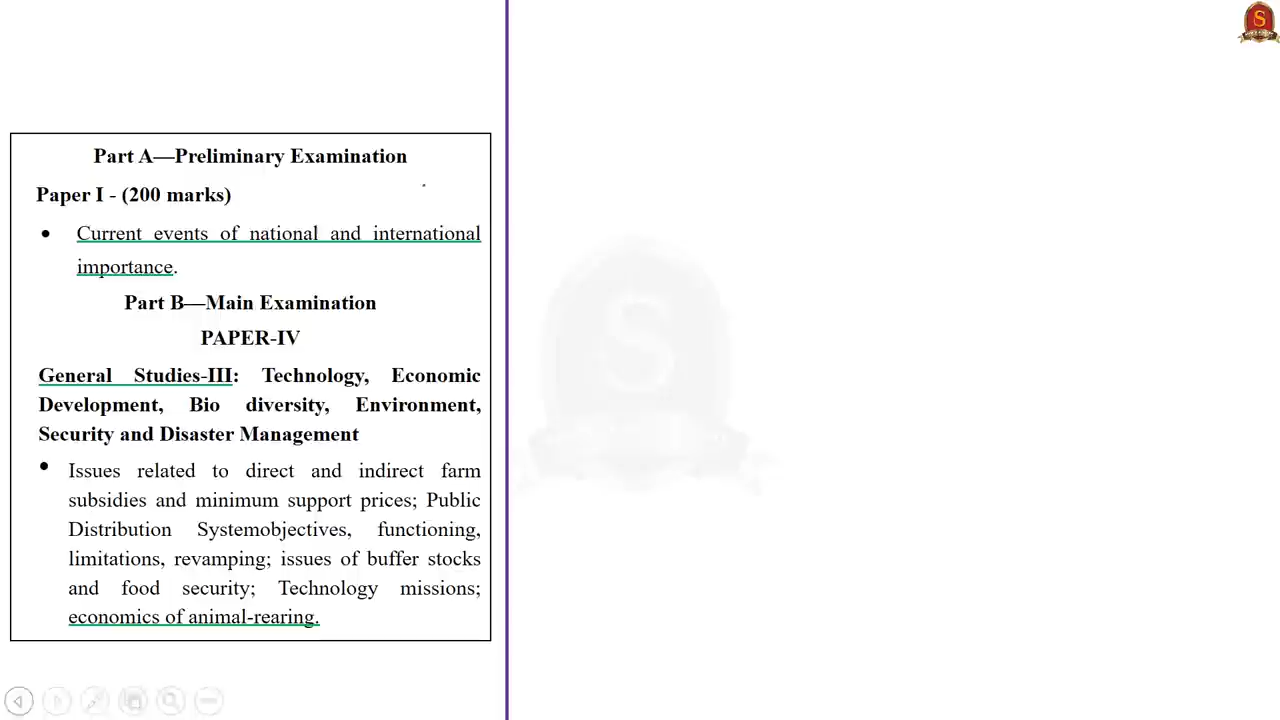 Part A—Preliminary Examination
Paper I - (200 marks)
• Current events of national and international
importance.
Part B—Main Examination
PAPER-IV
General Studies-III: Technology, Economic
Development, Bio diversity, Environment,
Security and Disaster Management
• Issues related to direct and indirect farm
subsidies and minimum support prices; Public
Distribution Systemobjectives, functioning,
limitations, revamping; issues of buffer stocks
and food security; Technology missions;
economics of animal-rearing.
S
S